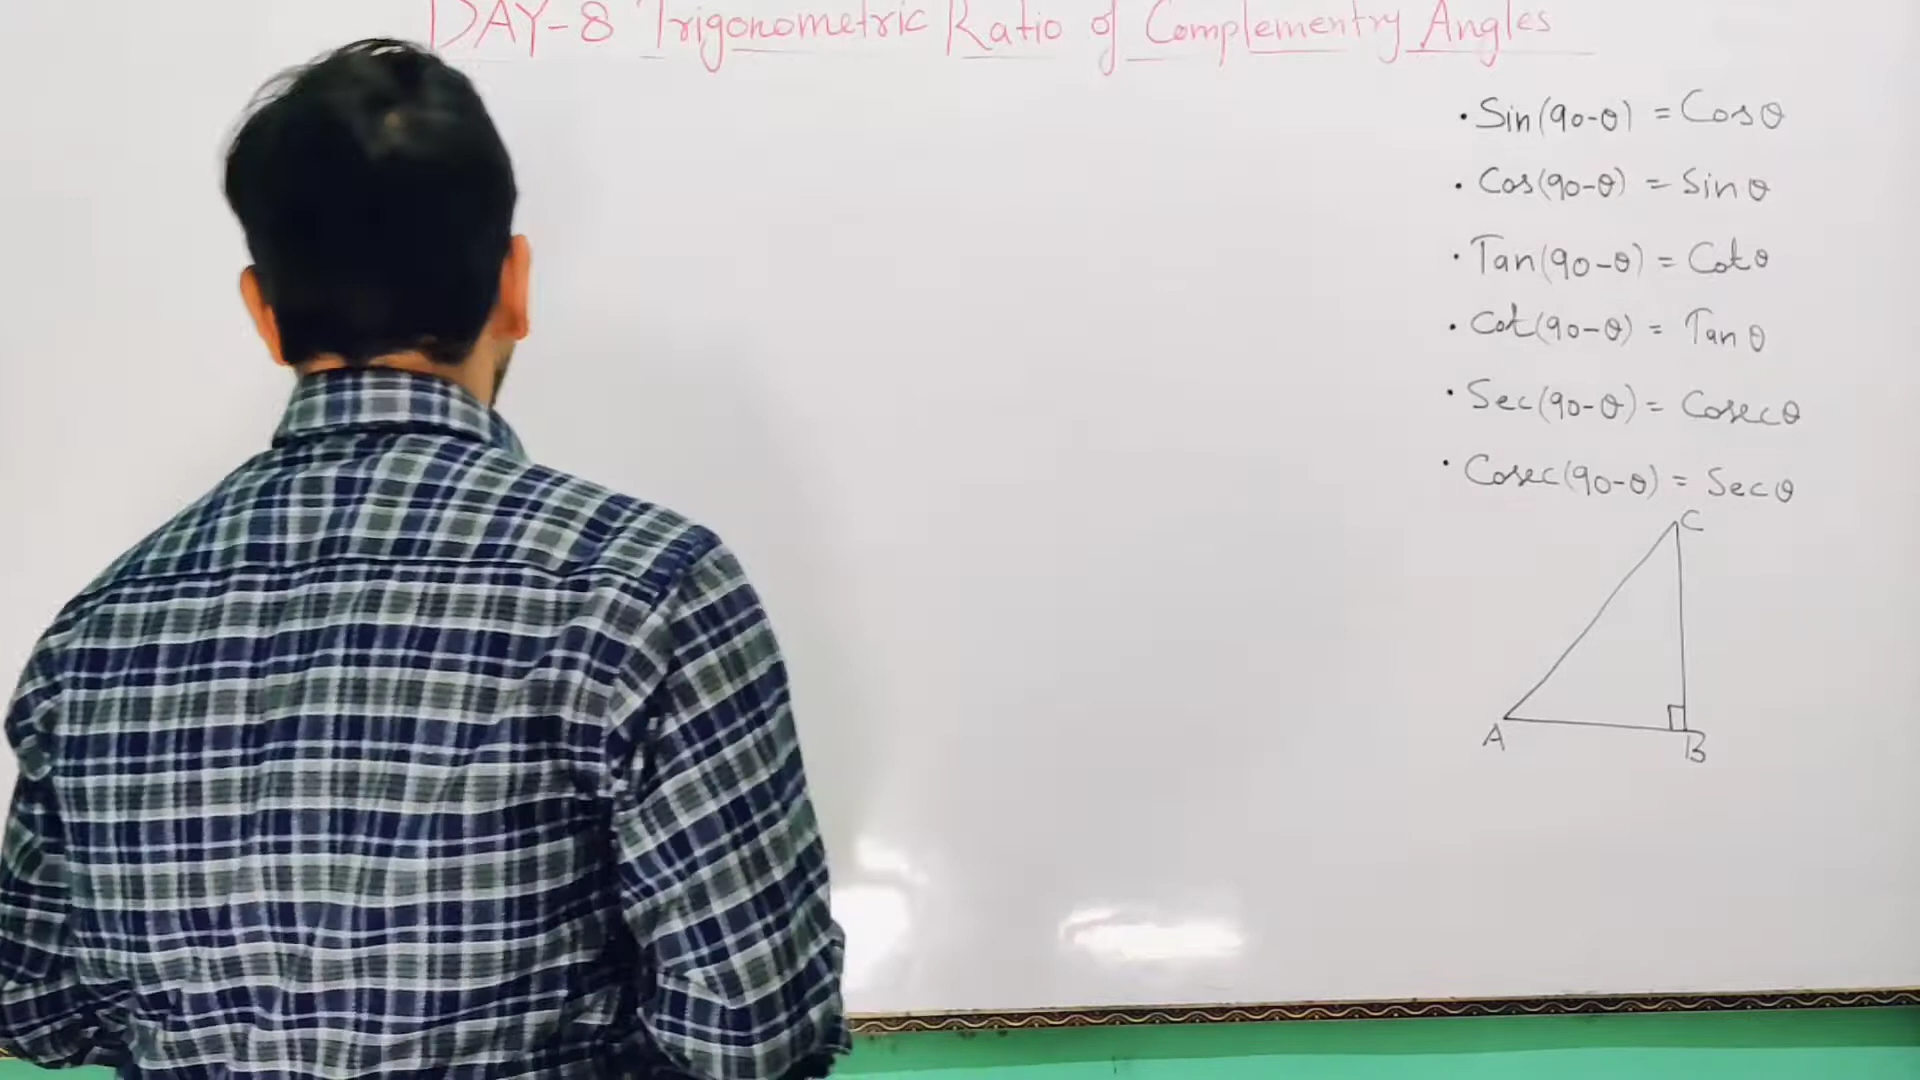 DAY-8 Trigonometric Ratio of Complementry Angles
• Sin(90-θ) = Cosθ
• Cos(90-θ) = Sinθ
• Tan(90-θ) = Cotθ
• Cot(90-θ) = Tanθ
• Sec(90-θ) = Cosecθ
• Cosec(90-θ) = Secθ
C
A
B